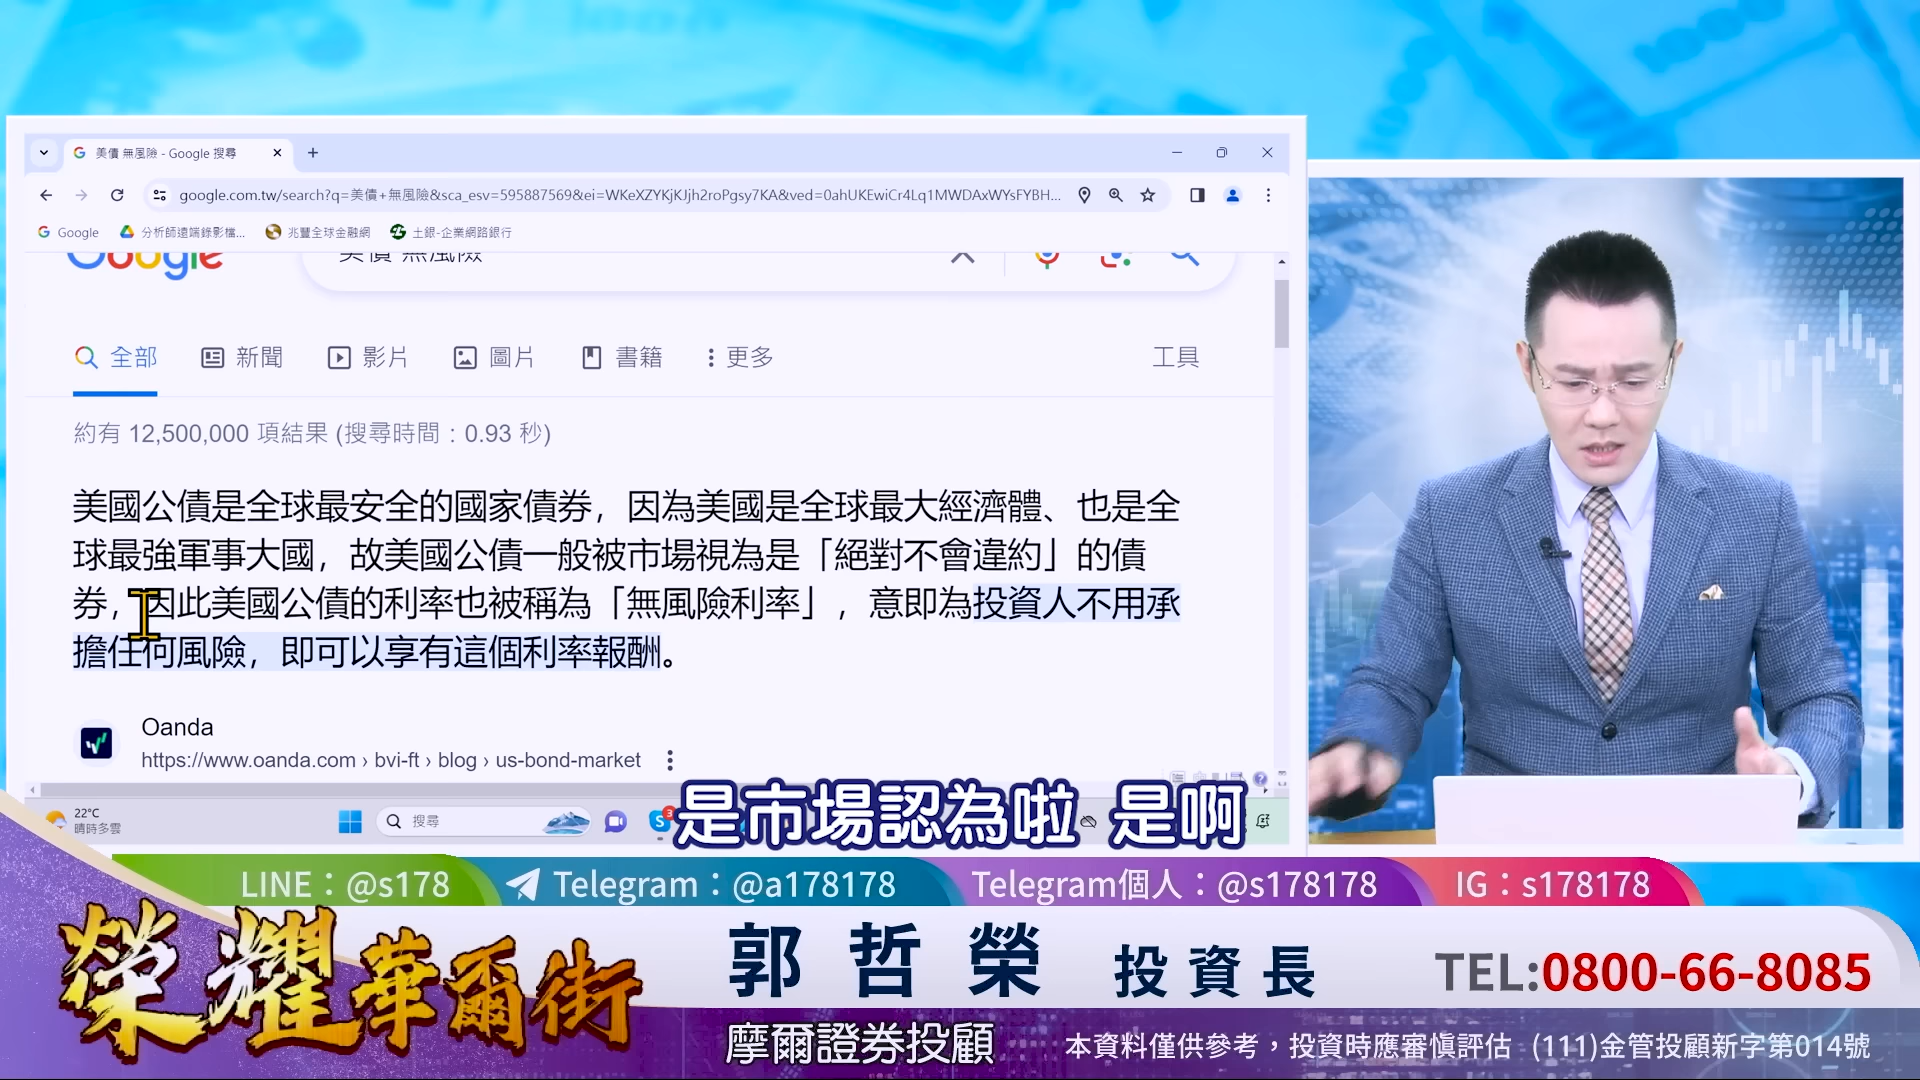 美債 無風險 - Google 搜尋
google.com.tw/search?q=美債+無風險&sca_esv=595887569&ei=WKeXZYKjKJjh2roPgsy7KA&ved=0ahUKEwiCr4Lq1MWDAxWYsFYBH...
Google 分析師遠端錄影檔... 兆豐全球金融網 土銀-企業網路銀行
Google 美債 無風險
全部 新聞 影片 圖片 書籍 更多 工具
約有 12,500,000 項結果 (搜尋時間：0.93 秒)
美國公債是全球最安全的國家債券，因為美國是全球最大經濟體、也是全
球最強軍事大國，故美國公債一般被市場視為是「絕對不會違約」的債
券，因此美國公債的利率也被稱為「無風險利率」，意即為投資人不用承
擔任何風險，即可以享有這個利率報酬。
Oanda
https://www.oanda.com › bvi-ft › blog › us-bond-market
22°C
晴時多雲
搜尋
3
是市場認為啦 是啊
LINE：@s178 Telegram：@a178178 Telegram個人：@s178178 IG：s178178
榮耀華爾街
郭哲榮 投資長 TEL:0800-66-8085
摩爾證券投顧 本資料僅供參考，投資時應審慎評估 (111)金管投顧新字第014號